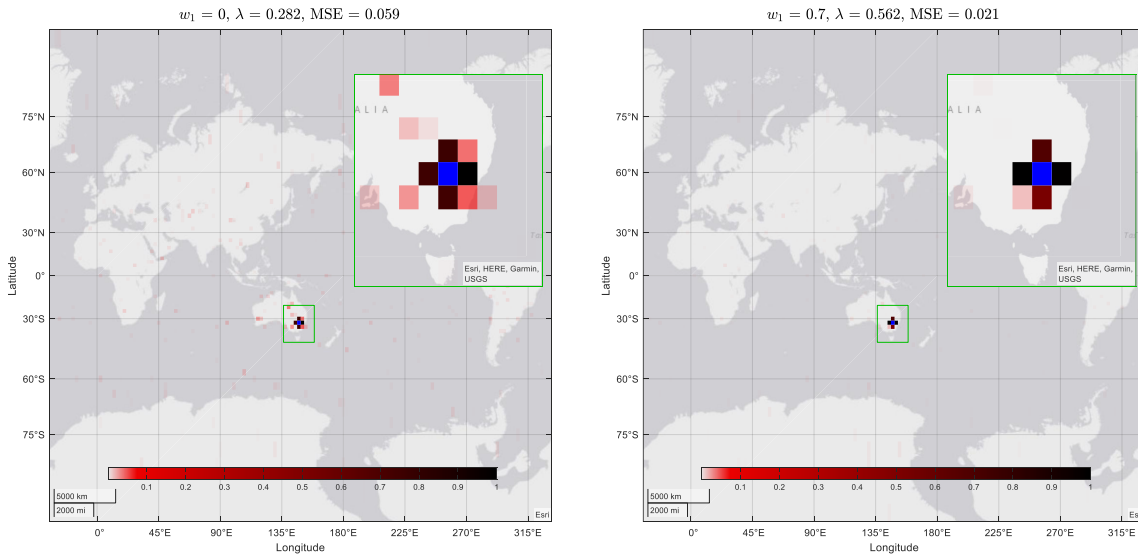 w₁ = 0, λ = 0.282, MSE = 0.059
75°N
60°N
30°N
0°
30°S
60°S
75°S
Latitude
ALIA
Esri, HERE, Garmin,
USGS
0.1 0.2 0.3 0.4 0.5 0.6 0.7 0.8 0.9 1
5000 km
2000 mi
Esri
0° 45°E 90°E 135°E 180°E 225°E 270°E 315°E
Longitude
w₁ = 0.7, λ = 0.562, MSE = 0.021
75°N
60°N
30°N
0°
30°S
60°S
75°S
Latitude
ALIA
Esri, HERE, Garmin,
USGS
0.1 0.2 0.3 0.4 0.5 0.6 0.7 0.8 0.9 1
5000 km
2000 mi
Es
0° 45°E 90°E 135°E 180°E 225°E 270°E 315°E
Longitude